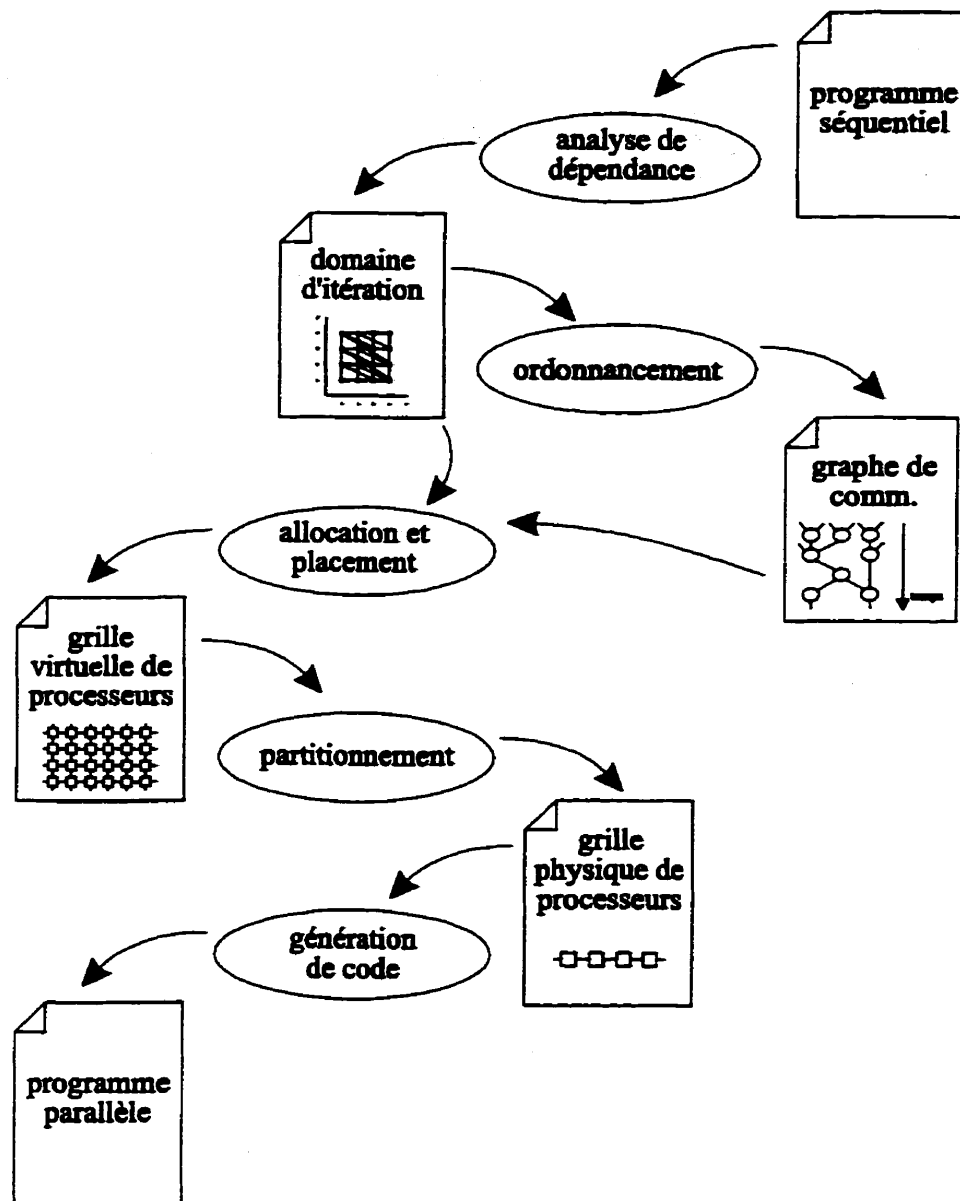 programme
séquentiel
analyse de
dépendance
domaine
d'itération
ordonnancement
graphe de
comm.
allocation et
placement
grille
virtuelle de
processeurs
partitionnement
grille
physique de
processeurs
génération
de code
programme
parallèle